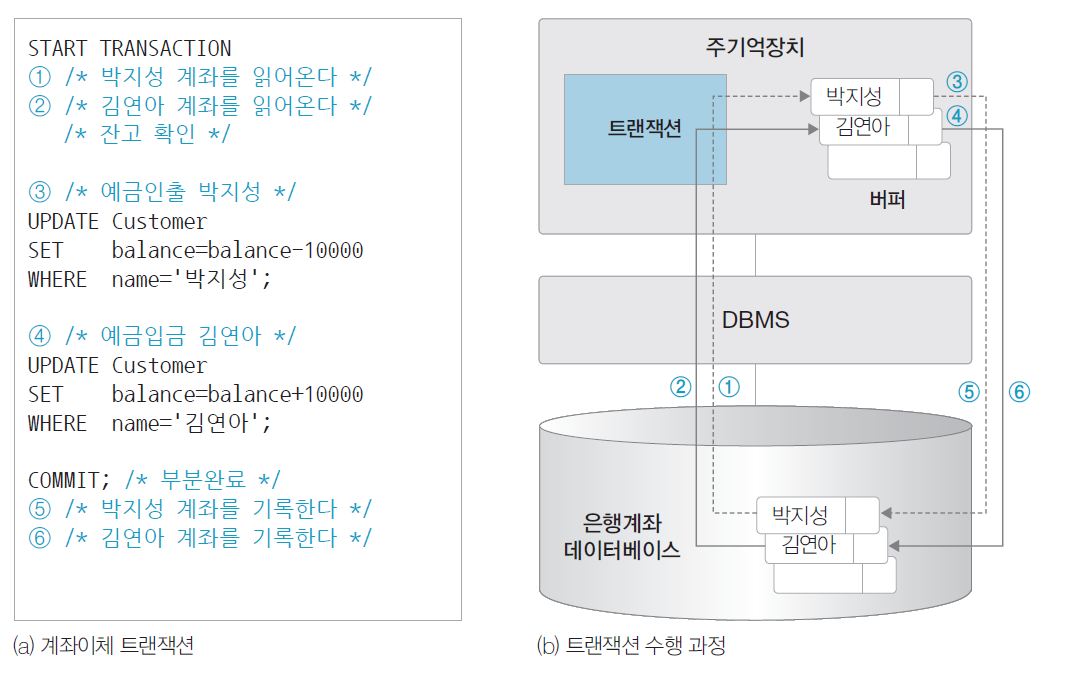 START TRANSACTION
① /* 박지성 계좌를 읽어온다 */
② /* 김연아 계좌를 읽어온다 */
/* 잔고 확인 */
③ /* 예금인출 박지성 */
UPDATE Customer
SET balance=balance-10000
WHERE name='박지성';
④ /* 예금입금 김연아 */
UPDATE Customer
SET balance=balance+10000
WHERE name='김연아';
COMMIT; /* 부분완료 */
⑤ /* 박지성 계좌를 기록한다 */
⑥ /* 김연아 계좌를 기록한다 */
(a) 계좌이체 트랜잭션
주기억장치
트랜잭션
박지성
③
김연아
④
버퍼
DBMS
② ①
⑤ ⑥
은행계좌
데이터베이스
박지성
김연아
(b) 트랜잭션 수행 과정